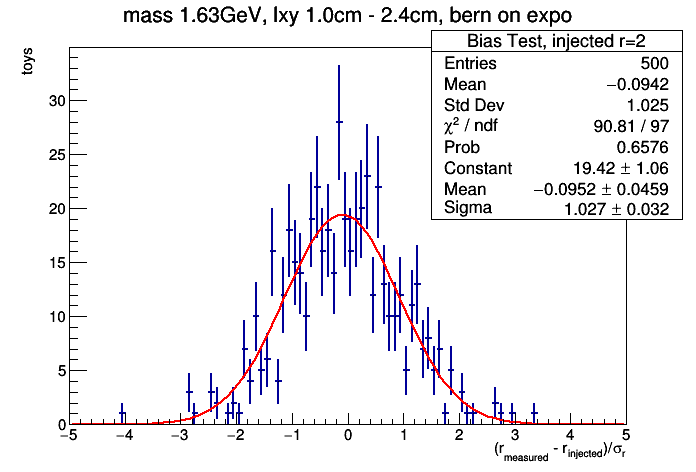 mass 1.63GeV, lxy 1.0cm - 2.4cm, bern on expo
Bias Test, injected r=2
Entries 500
Mean −0.0942
Std Dev 1.025
χ² / ndf 90.81 / 97
Prob 0.6576
Constant 19.42 ± 1.06
Mean −0.0952 ± 0.0459
Sigma 1.027 ± 0.032
toys
30
25
20
15
10
5
0
−5 −4 −3 −2 −1 0 1 2 3 4 5
(r_measured - r_injected)/σ_r